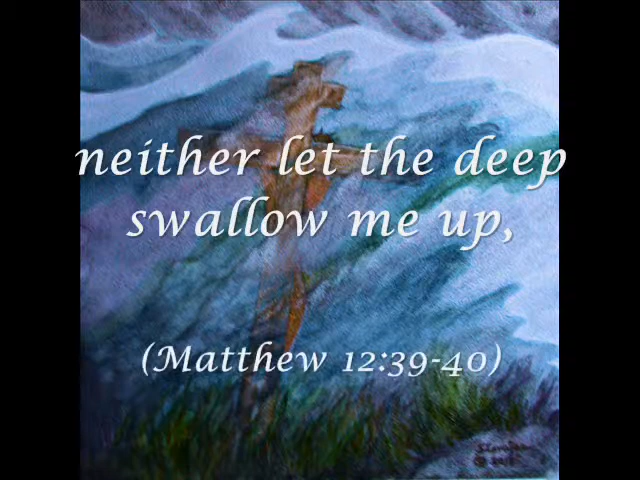 neither let the deep
swallow me up,
(Matthew 12:39-40)